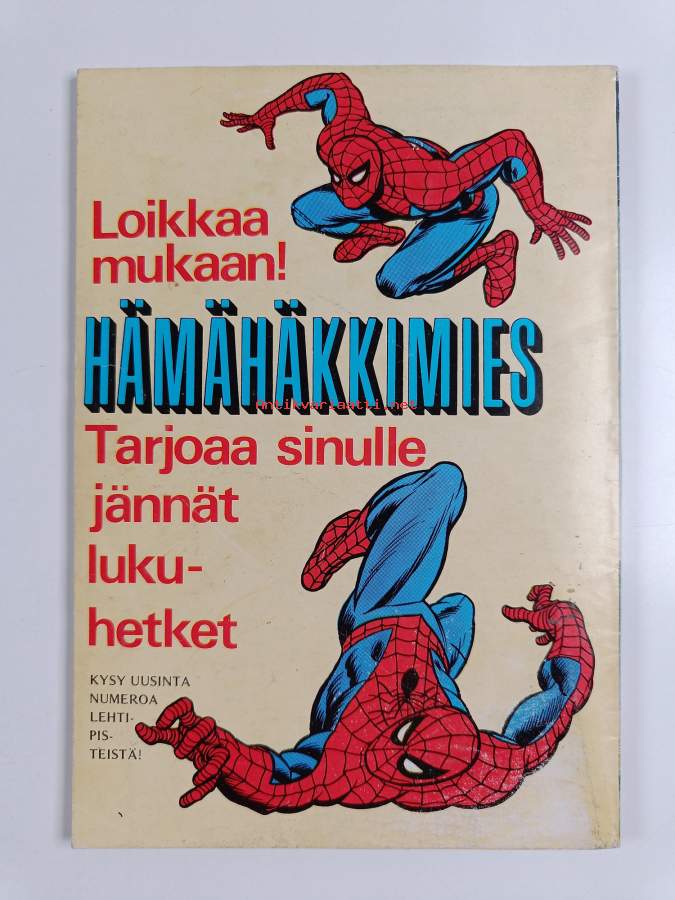 Loikkaa
mukaan!
HÄMÄHÄKKIMIES
antikvariaatti.net
Tarjoaa sinulle
jännät
luku-
hetket
KYSY UUSINTA
NUMEROA
LEHTI-
PIS-
TEISTÄ!